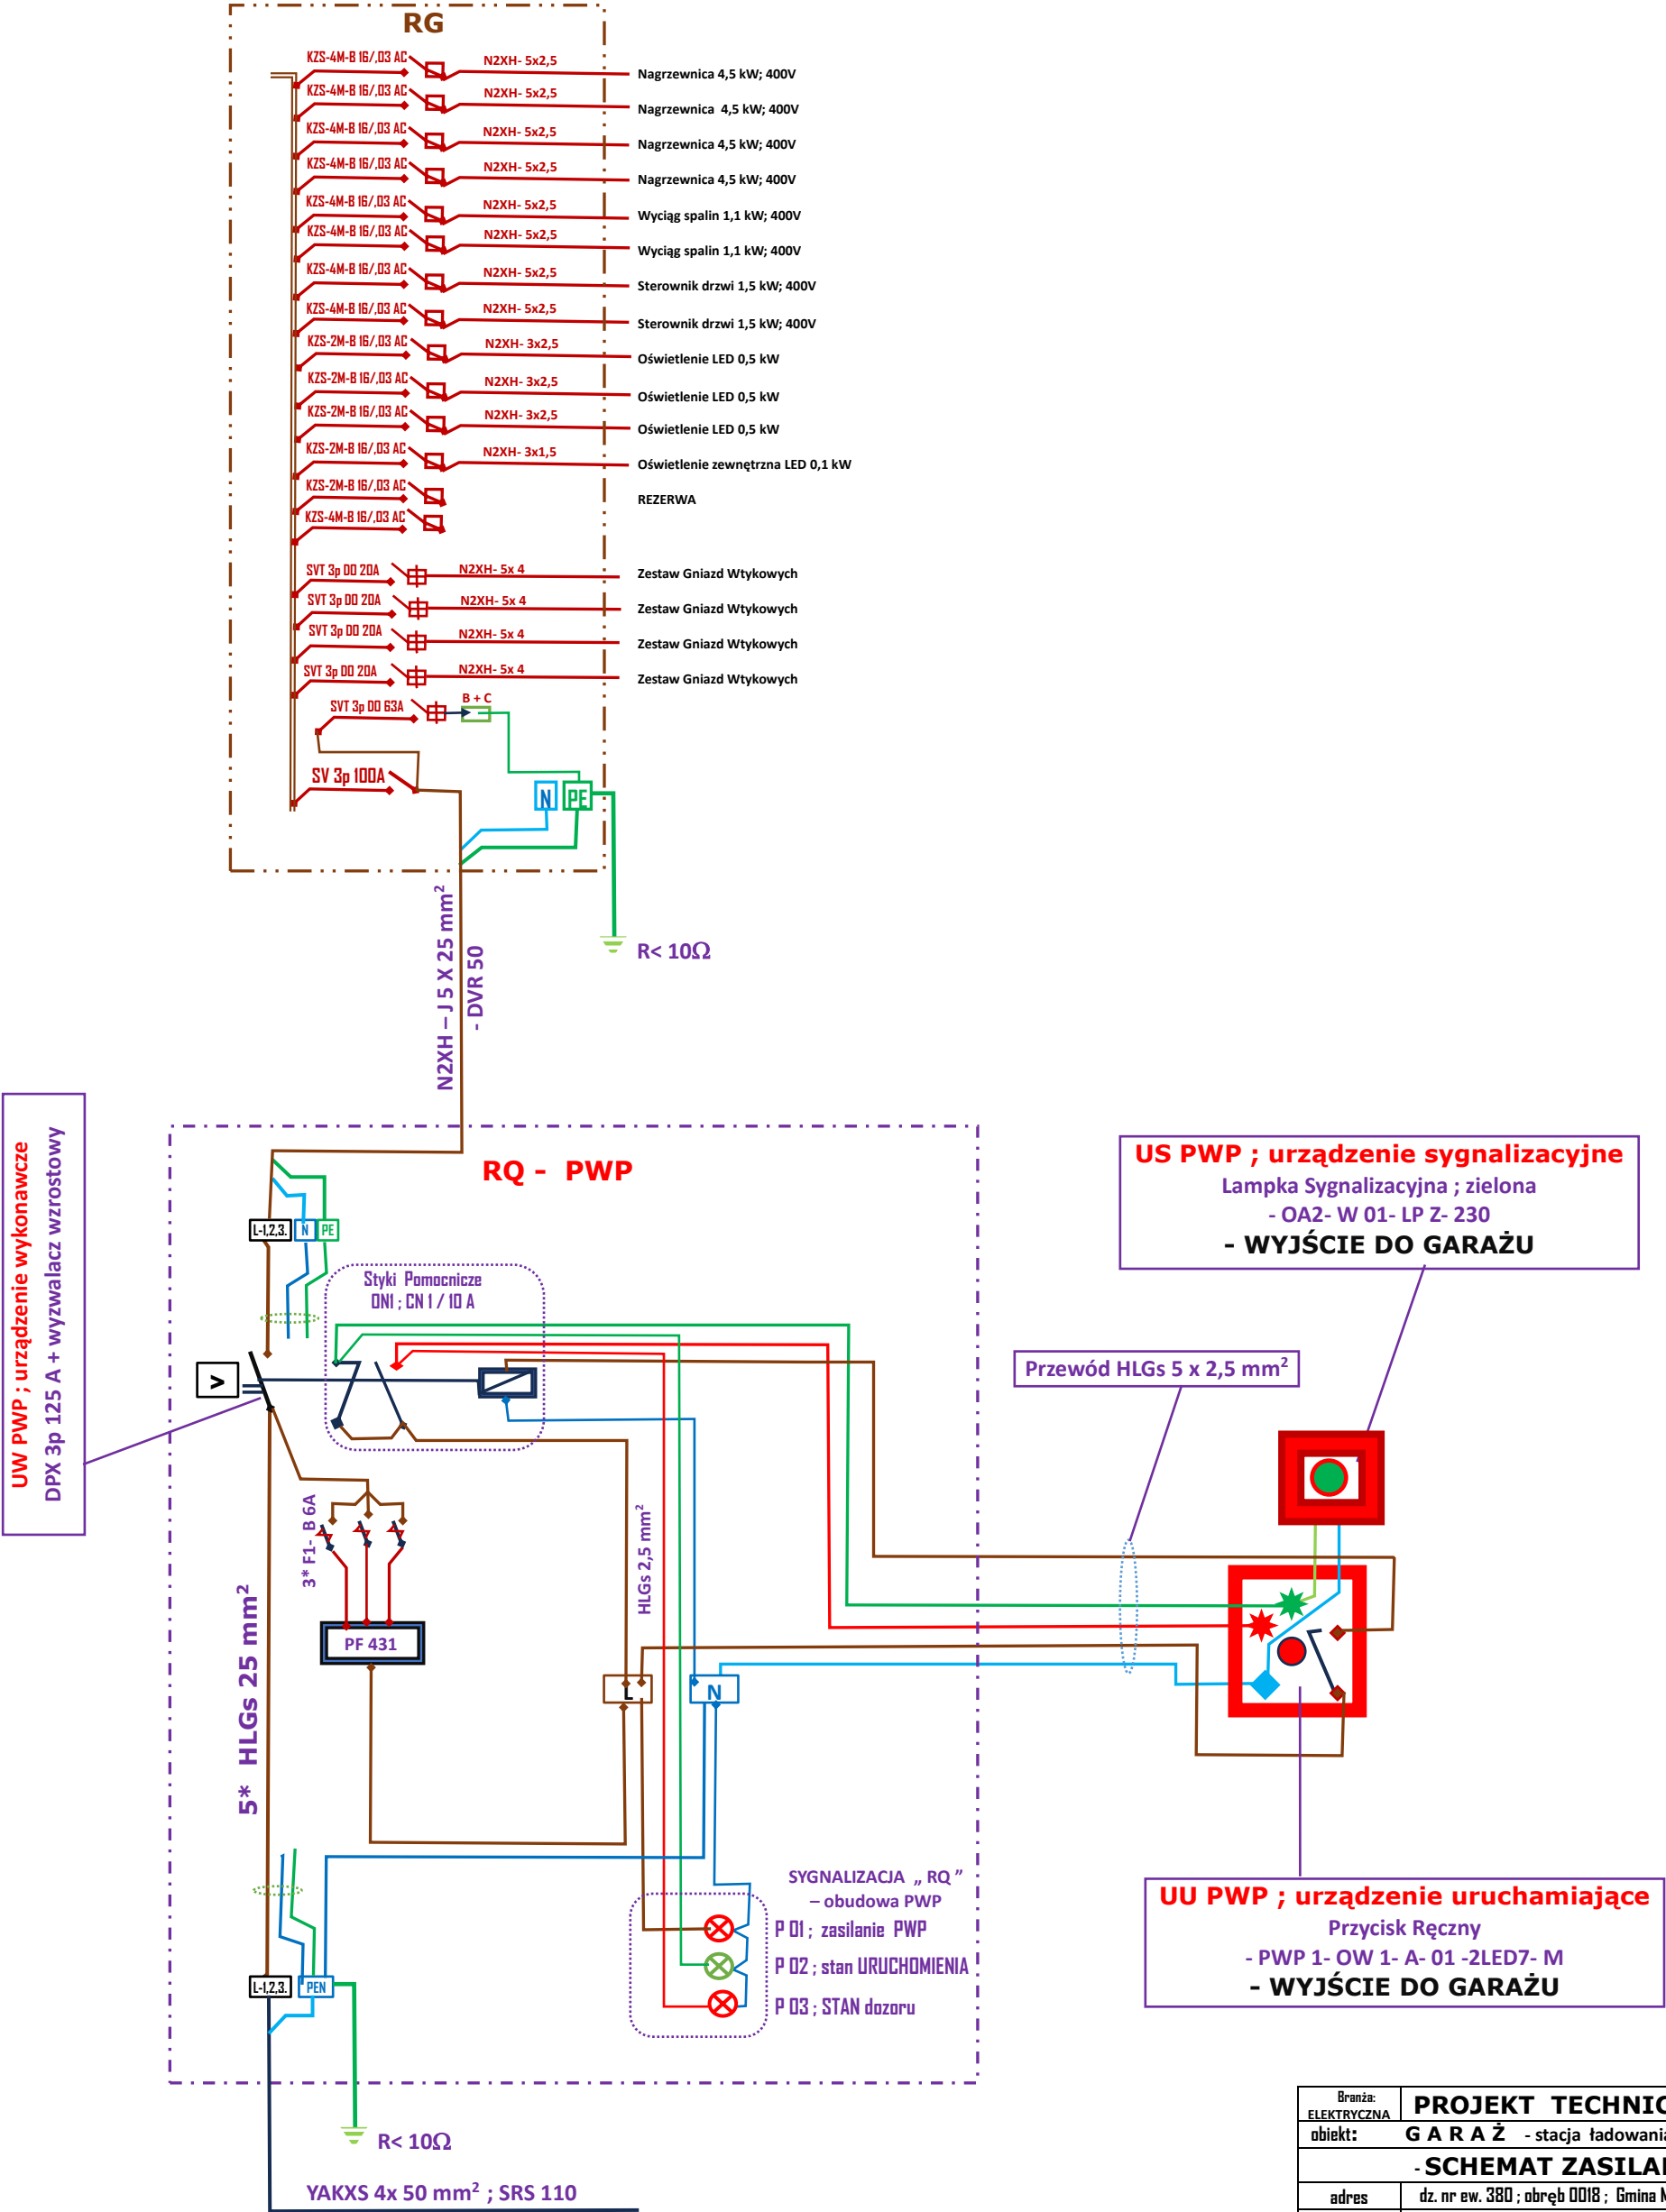 RG
KZS-4M-B 16/,03 AC N2XH- 5x2,5 Nagrzewnica 4,5 kW; 400V
KZS-4M-B 16/,03 AC N2XH- 5x2,5 Nagrzewnica 4,5 kW; 400V
KZS-4M-B 16/,03 AC N2XH- 5x2,5 Nagrzewnica 4,5 kW; 400V
KZS-4M-B 16/,03 AC N2XH- 5x2,5 Nagrzewnica 4,5 kW; 400V
KZS-4M-B 16/,03 AC N2XH- 5x2,5 Wyciąg spalin 1,1 kW; 400V
KZS-4M-B 16/,03 AC N2XH- 5x2,5 Wyciąg spalin 1,1 kW; 400V
KZS-4M-B 16/,03 AC N2XH- 5x2,5 Sterownik drzwi 1,5 kW; 400V
KZS-4M-B 16/,03 AC N2XH- 5x2,5 Sterownik drzwi 1,5 kW; 400V
KZS-2M-B 16/,03 AC N2XH- 3x2,5 Oświetlenie LED 0,5 kW
KZS-2M-B 16/,03 AC N2XH- 3x2,5 Oświetlenie LED 0,5 kW
KZS-2M-B 16/,03 AC N2XH- 3x2,5 Oświetlenie LED 0,5 kW
KZS-2M-B 16/,03 AC N2XH- 3x1,5 Oświetlenie zewnętrzna LED 0,1 kW
KZS-2M-B 16/,03 AC REZERWA
KZS-4M-B 16/,03 AC
SVT 3p D0 20A N2XH- 5x 4 Zestaw Gniazd Wtykowych
SVT 3p D0 20A N2XH- 5x 4 Zestaw Gniazd Wtykowych
SVT 3p D0 20A N2XH- 5x 4 Zestaw Gniazd Wtykowych
SVT 3p D0 20A N2XH- 5x 4 Zestaw Gniazd Wtykowych
SVT 3p D0 63A B + C
SV 3p 100A
N PE
R< 10Ω
N2XH – J 5 X 25 mm²
- DVR 50
UW PWP ; urządzenie wykonawcze
DPX 3p 125 A + wyzwalacz wzrostowy
RQ - PWP
L-1,2,3. N PE
Styki Pomocnicze
ON1 ; CN 1 / 10 A
>
3* F1- B 6A
PF 431
HLGs 2,5 mm²
5* HLGs 25 mm²
L
N
SYGNALIZACJA „ RQ ”
– obudowa PWP
P 01 ; zasilanie PWP
P 02 ; stan URUCHOMIENIA
P 03 ; STAN dozoru
L-1,2,3. PEN
R< 10Ω
YAKXS 4x 50 mm² ; SRS 110
US PWP ; urządzenie sygnalizacyjne
Lampka Sygnalizacyjna ; zielona
- OA2- W 01- LP Z- 230
- WYJŚCIE DO GARAŻU
Przewód HLGs 5 x 2,5 mm²
UU PWP ; urządzenie uruchamiające
Przycisk Ręczny
- PWP 1- OW 1- A- 01 -2LED7- M
- WYJŚCIE DO GARAŻU
Branża:
ELEKTRYCZNA
PROJEKT TECHNIC
obiekt: G A R A Ż - stacja ładowania
- SCHEMAT ZASILA
adres dz. nr ew. 380 ; obręb 0018 ; Gmina